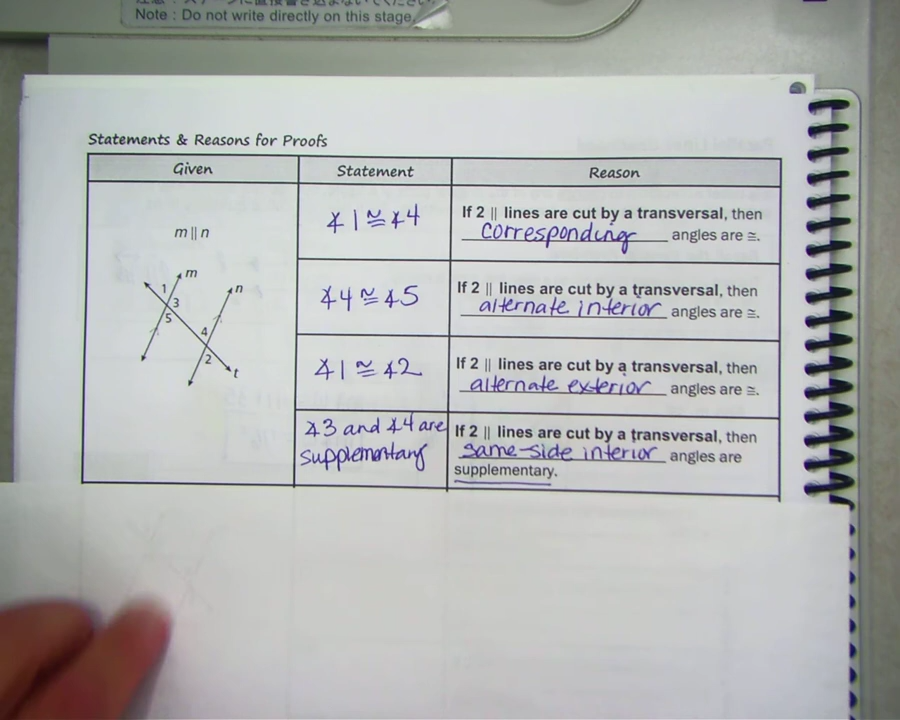 Note : Do not write directly on this stage.
Statements & Reasons for Proofs
Given Statement Reason
m || n
m
n
1
3
5
4
2
t
∡1 ≅ ∡4
If 2 || lines are cut by a transversal, then
corresponding angles are ≅.
∡4 ≅ ∡5
If 2 || lines are cut by a transversal, then
alternate interior angles are ≅.
∡1 ≅ ∡2
If 2 || lines are cut by a transversal, then
alternate exterior angles are ≅.
∡3 and ∡4 are
supplementary
If 2 || lines are cut by a transversal, then
same-side interior angles are
supplementary.